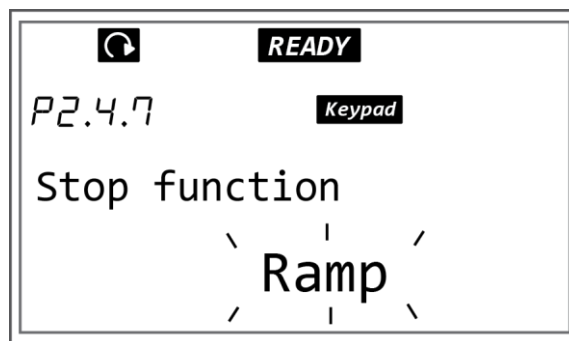 READY
P2.4.7
Keypad
Stop function
Ramp